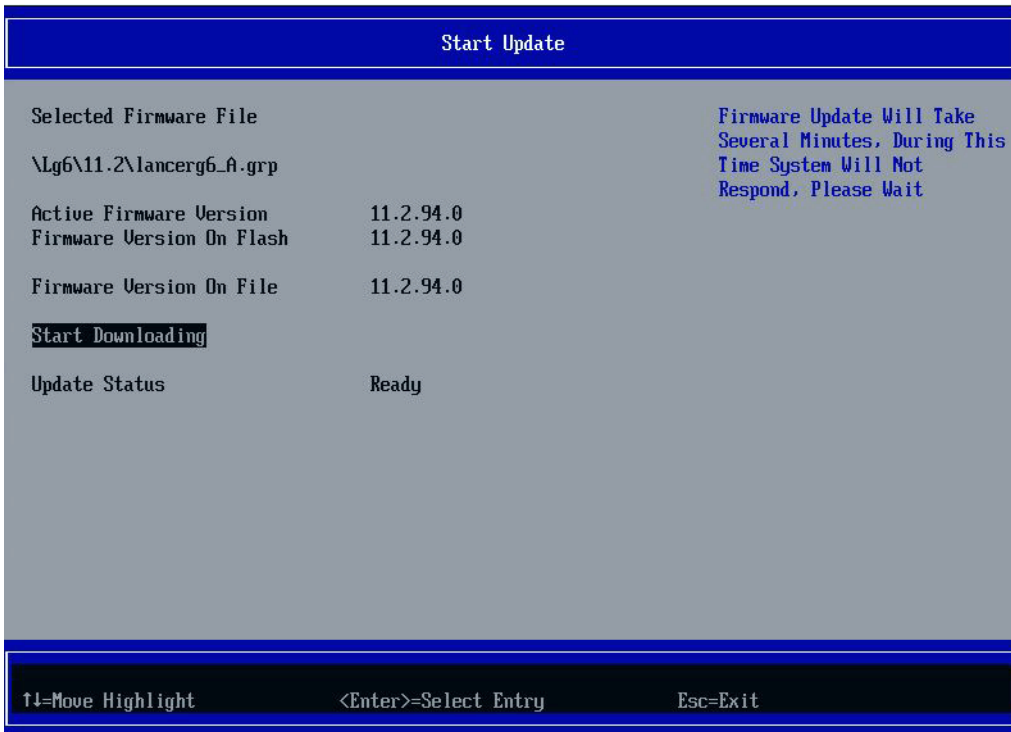 Start Update
Selected Firmware File
Firmware Update Will Take
Several Minutes, During This
Time System Will Not
Respond, Please Wait
\Lg6\11.2\lancerg6_A.grp
Active Firmware Version 11.2.94.0
Firmware Version On Flash 11.2.94.0
Firmware Version On File 11.2.94.0
Start Downloading
Update Status Ready
↑↓=Move Highlight <Enter>=Select Entry Esc=Exit